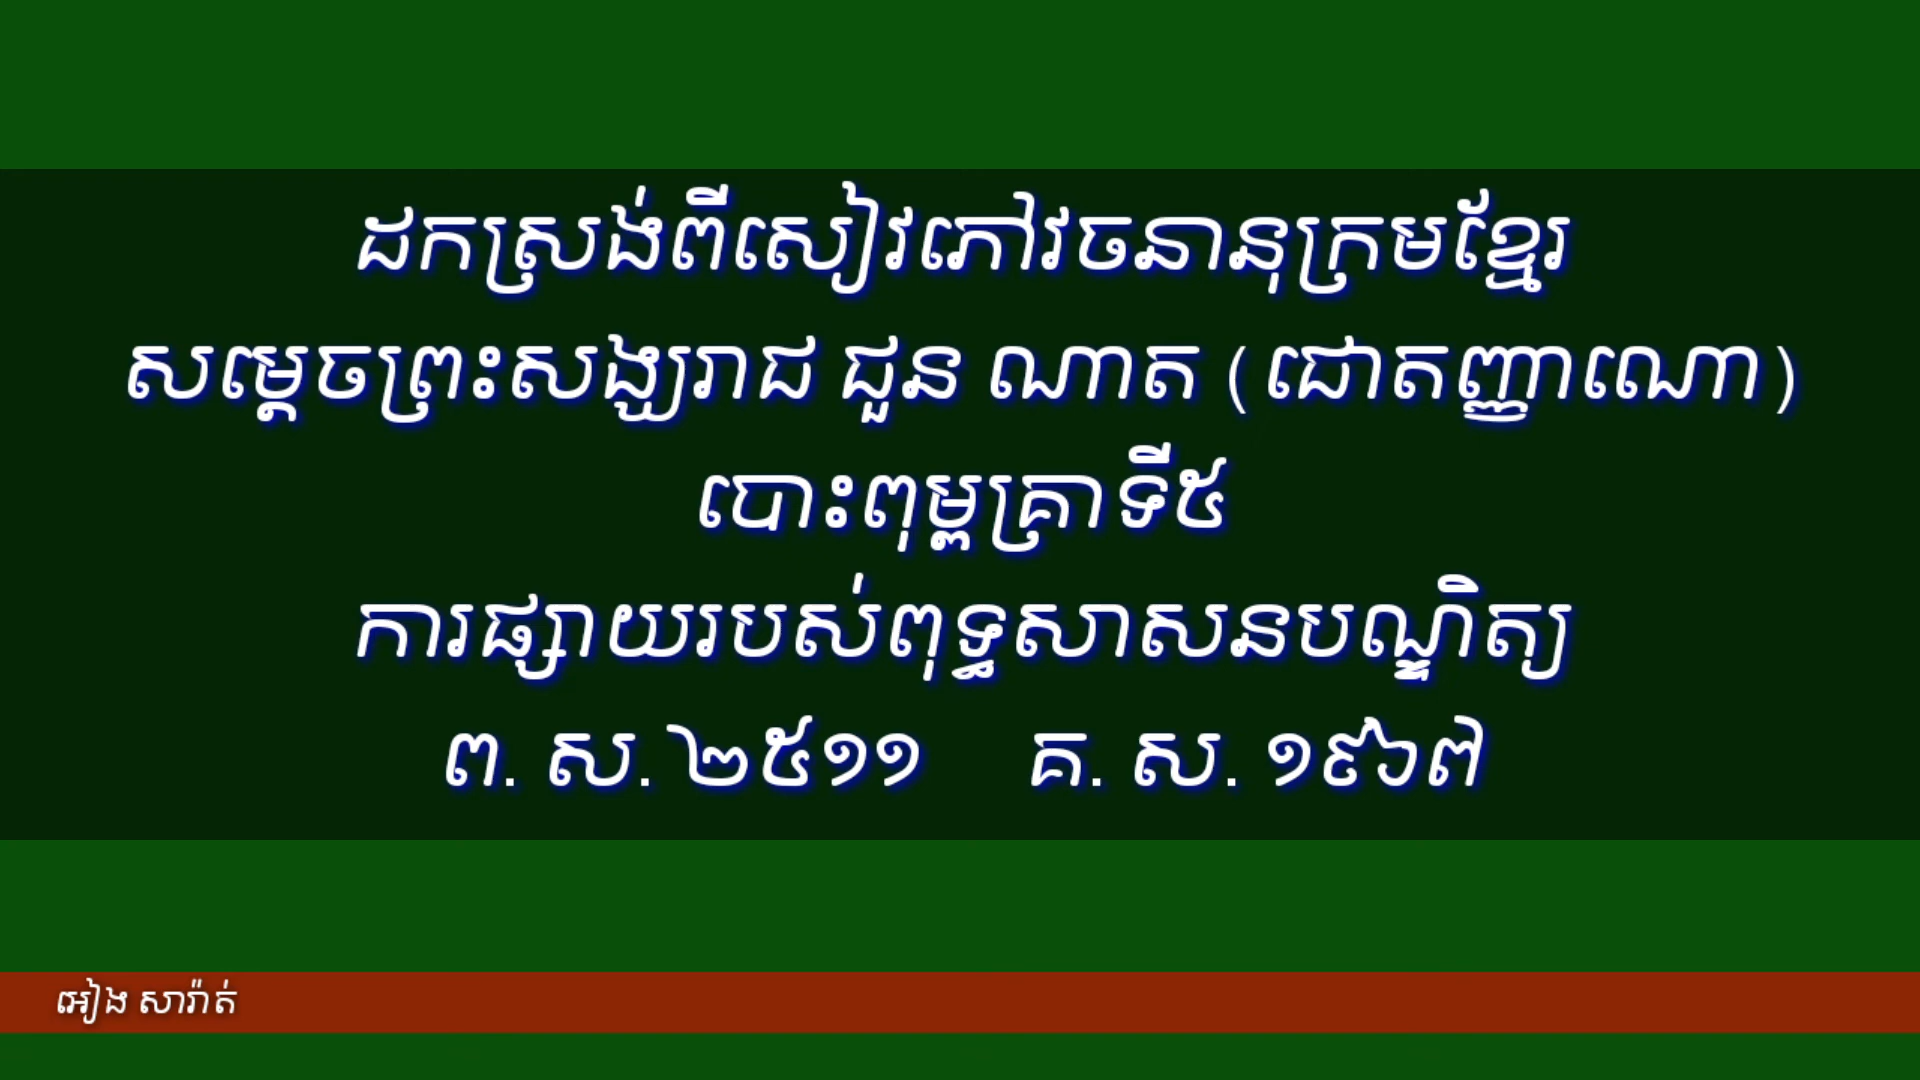 ដកស្រង់ពីសៀវភៅវចនានុក្រមខ្មែរ
សម្ដេចព្រះសង្ឃរាជ ជួន ណាត (ជោតញ្ញាណោ)
បោះពុម្ពគ្រាទី៥
ការផ្សាយរបស់ពុទ្ធសាសនបណ្ឌិត្យ
ព. ស. ២៥១១ គ. ស. ១៩៦៧
អៀង សារ៉ាត់